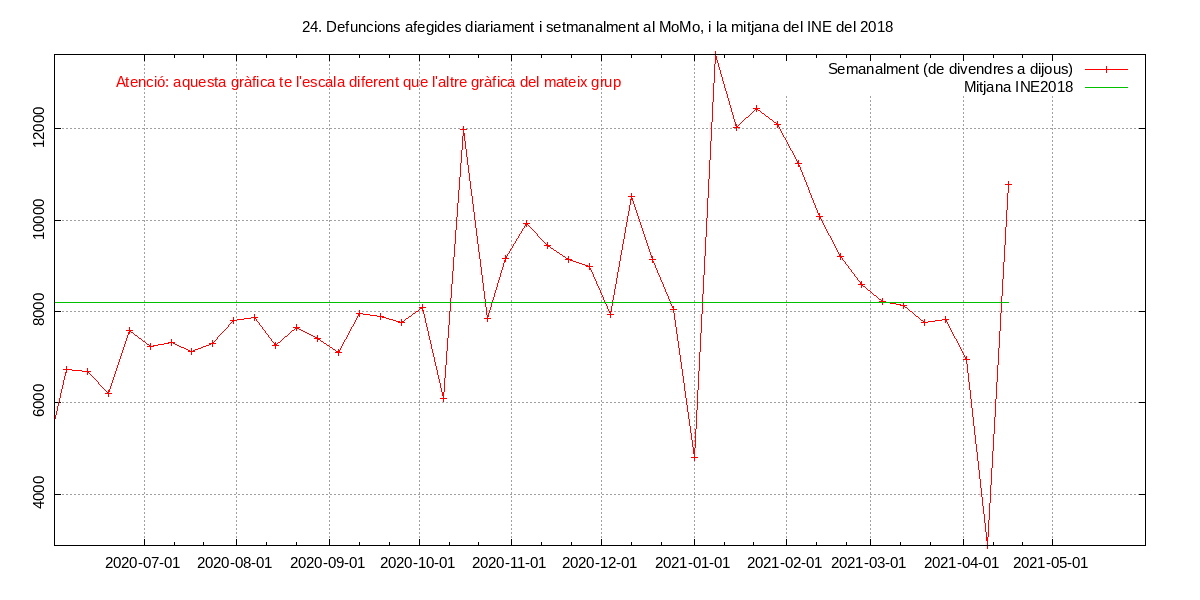 24. Defuncions afegides diariament i setmanalment al MoMo, i la mitjana del INE del 2018
Atenció: aquesta gràfica te l'escala diferent que l'altre gràfica del mateix grup
Semanalment (de divendres a dijous)
Mitjana INE2018
12000
10000
8000
6000
4000
2020-07-01 2020-08-01 2020-09-01 2020-10-01 2020-11-01 2020-12-01 2021-01-01 2021-02-01 2021-03-01 2021-04-01 2021-05-01